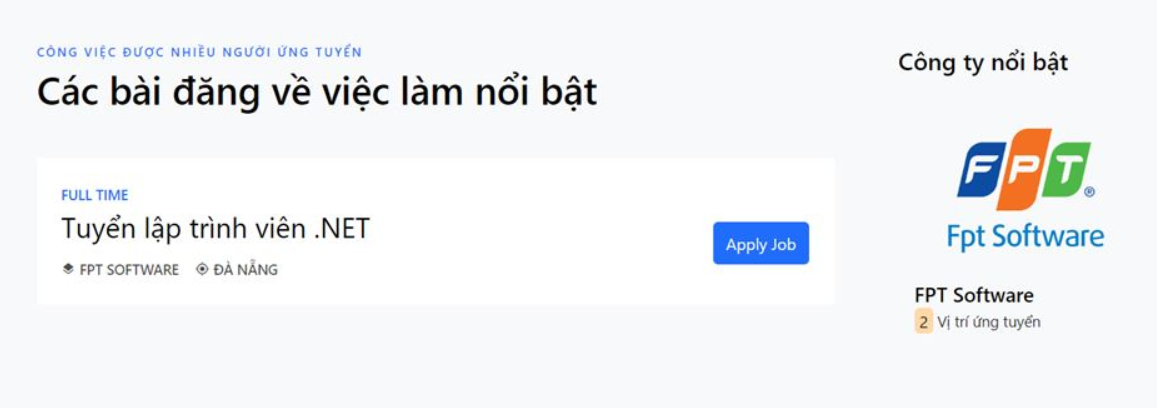 CÔNG VIỆC ĐƯỢC NHIỀU NGƯỜI ỨNG TUYỂN
Các bài đăng về việc làm nổi bật
FULL TIME
Tuyển lập trình viên .NET
FPT SOFTWARE ĐÀ NẴNG
Apply Job
Công ty nổi bật
FPT®
Fpt Software
FPT Software
2 Vị trí ứng tuyển